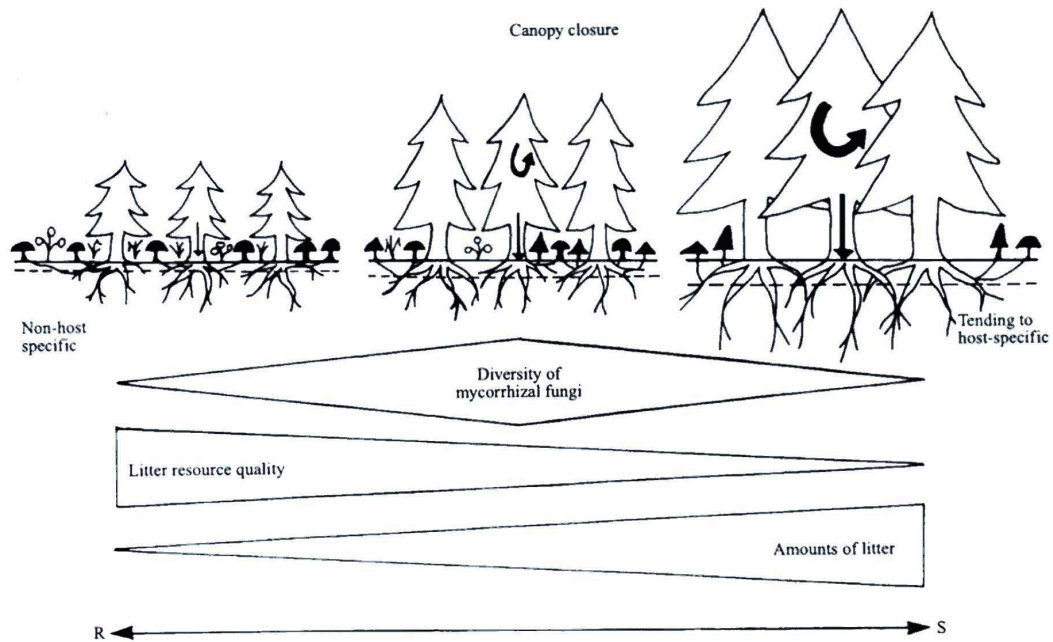 Canopy closure
Non-host
specific
Tending to
host-specific
Diversity of
mycorrhizal fungi
Litter resource quality
Amounts of litter
R
S